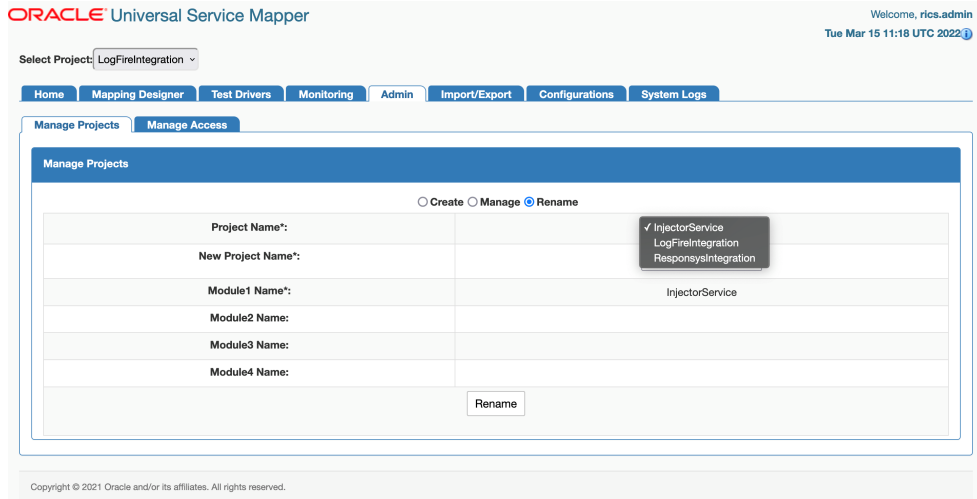 ORACLE® Universal Service Mapper
Welcome, rics.admin
Tue Mar 15 11:18 UTC 2022
Select Project: LogFireIntegration
Home Mapping Designer Test Drivers Monitoring Admin Import/Export Configurations System Logs
Manage Projects Manage Access
Manage Projects
Create Manage Rename
Project Name*: ✓ InjectorService
LogFireIntegration
New Project Name*: ResponsysIntegration
Module1 Name*: InjectorService
Module2 Name:
Module3 Name:
Module4 Name:
Rename
Copyright © 2021 Oracle and/or its affiliates. All rights reserved.